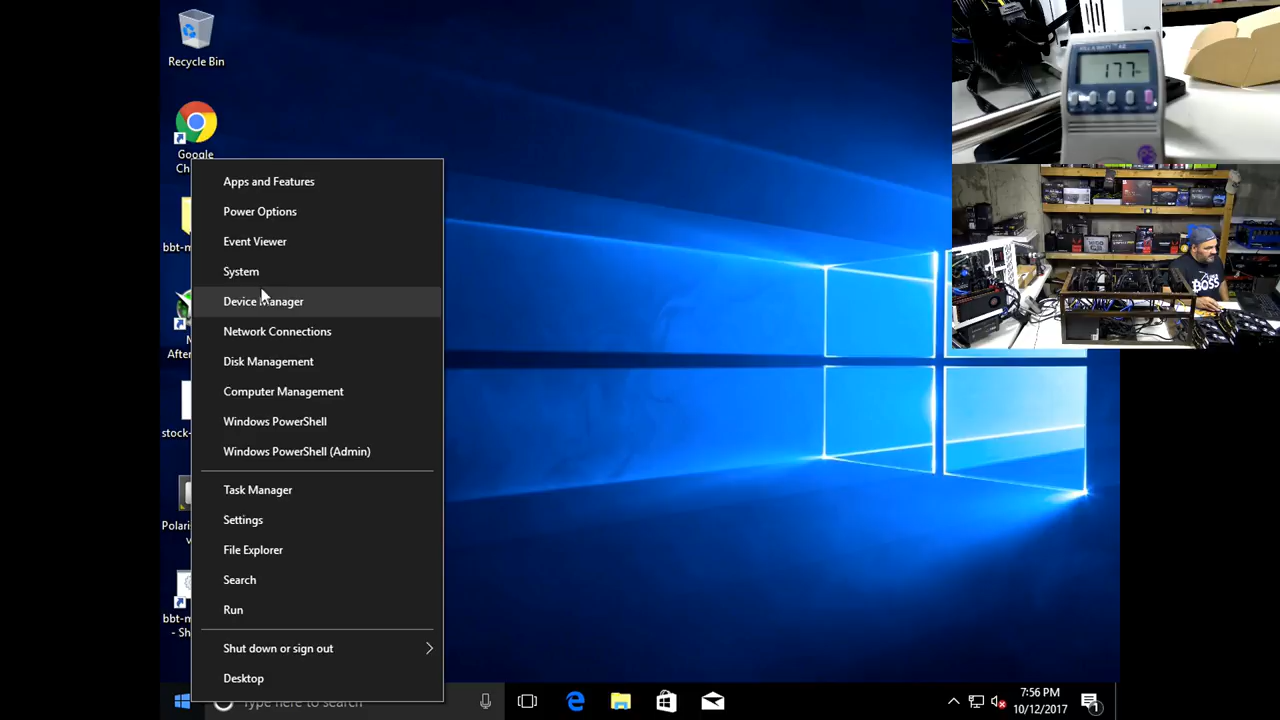 Recycle Bin
Google
Ch
Apps and Features
Power Options
Event Viewer
System
Device Manager
Network Connections
Disk Management
Computer Management
Windows PowerShell
Windows PowerShell (Admin)
Task Manager
Settings
File Explorer
Search
Run
Shut down or sign out
Desktop
bbt-m
M
After
stock-
Polaris
v
bbt-m
- Sh
Type here to search
7:56 PM
10/12/2017
1
177
BOSS